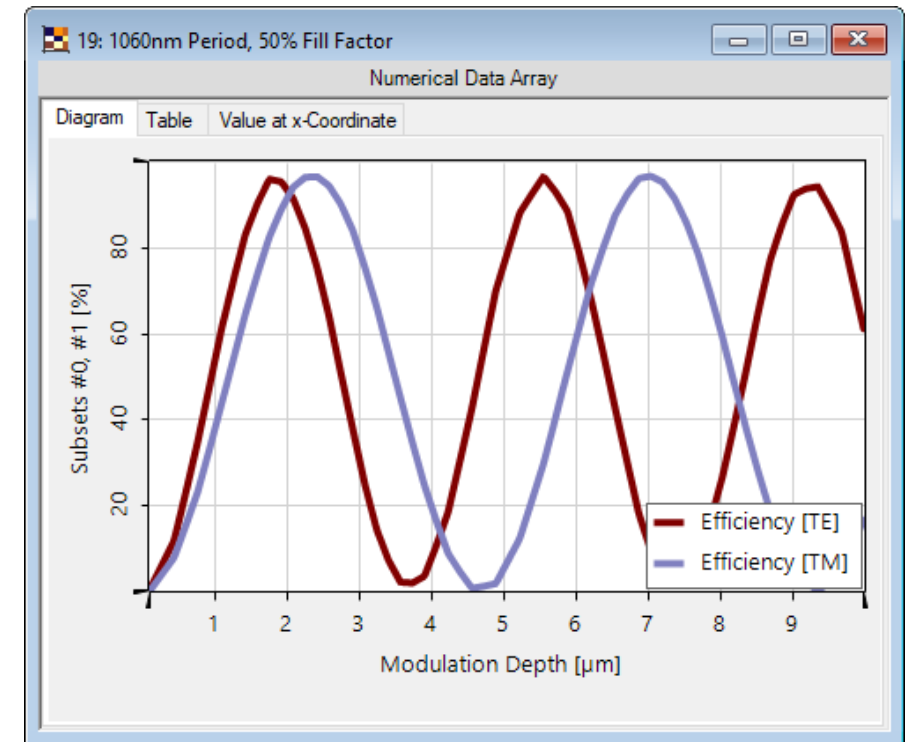 19: 1060nm Period, 50% Fill Factor
Numerical Data Array
Diagram Table Value at x-Coordinate
Subsets #0, #1 [%]
80
60
40
20
Efficiency [TE]
Efficiency [TM]
1 2 3 4 5 6 7 8 9
Modulation Depth [µm]